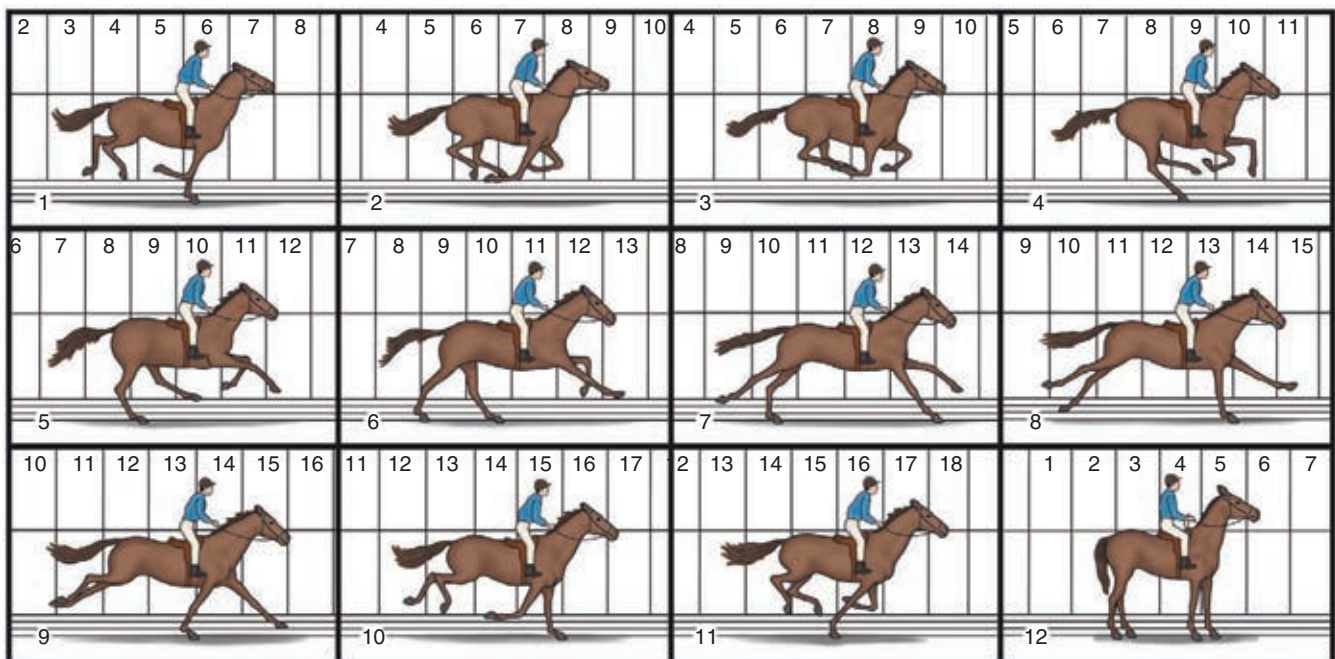 2 3 4 5 6 7 8
4 5 6 7 8 9 10
4 5 6 7 8 9 10
5 6 7 8 9 10 11
1
2
3
4
6 7 8 9 10 11 12
7 8 9 10 11 12 13
8 9 10 11 12 13 14
9 10 11 12 13 14 15
5
6
7
8
10 11 12 13 14 15 16
11 12 13 14 15 16 17
2 13 14 15 16 17 18
1 2 3 4 5 6 7
9
10
11
12